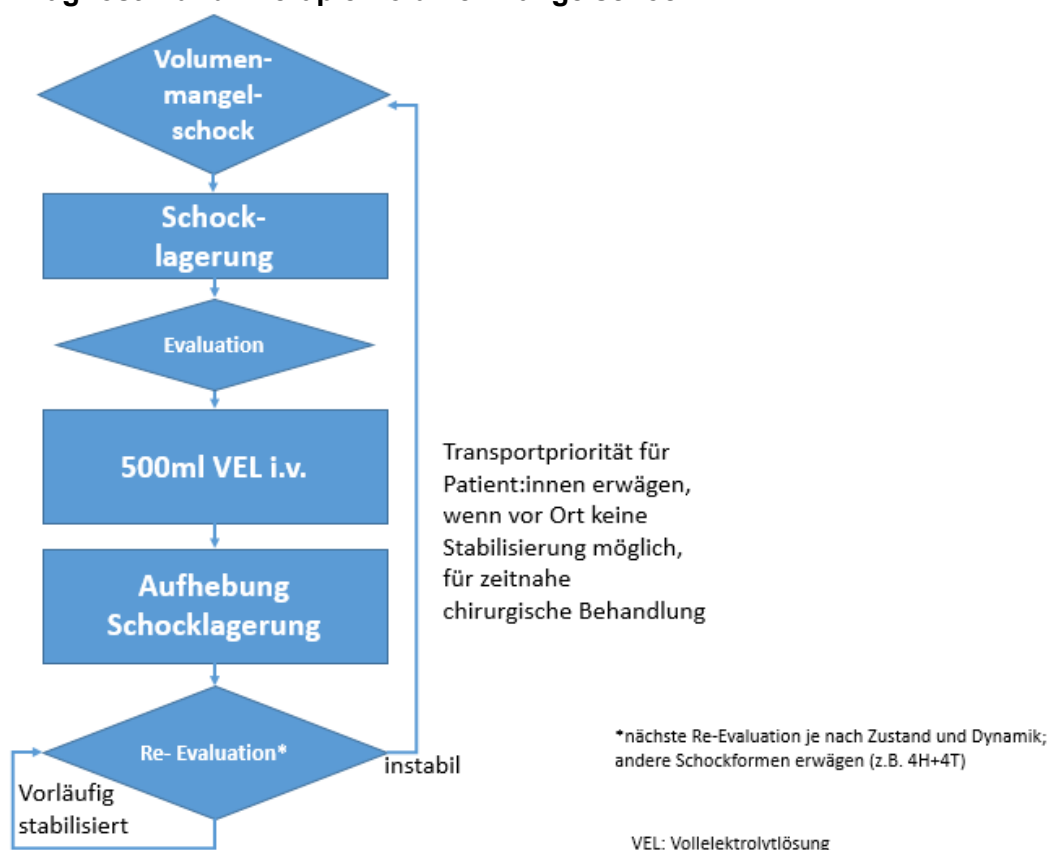 Volumen-
mangel-
schock
Schock-
lagerung
Evaluation
500ml VEL i.v.
Transportpriorität für
Patient:innen erwägen,
wenn vor Ort keine
Stabilisierung möglich,
für zeitnahe
chirurgische Behandlung
Aufhebung
Schocklagerung
Re- Evaluation*
instabil
Vorläufig
stabilisiert
*nächste Re-Evaluation je nach Zustand und Dynamik;
andere Schockformen erwägen (z.B. 4H+4T)
VEL: Vollelektrolytlösung